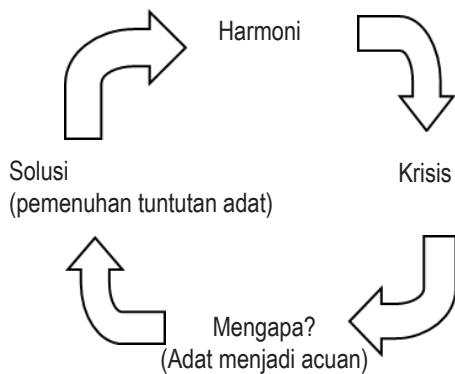 Harmoni
Solusi
(pemenuhan tuntutan adat)
Krisis
Mengapa?
(Adat menjadi acuan)